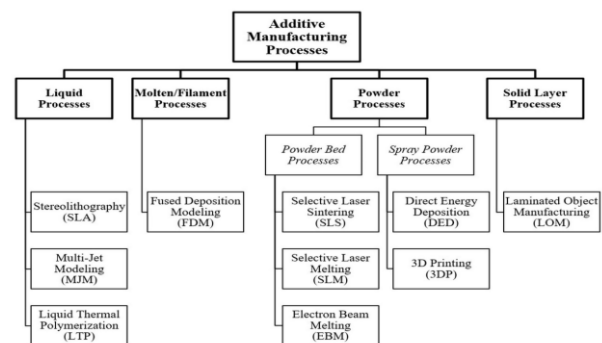 Additive
Manufacturing
Processes
Liquid
Processes
Molten/Filament
Processes
Powder
Processes
Solid Layer
Processes
Powder Bed
Processes
Spray Powder
Processes
Stereolithography
(SLA)
Fused Deposition
Modeling
(FDM)
Selective Laser
Sintering
(SLS)
Direct Energy
Deposition
(DED)
Laminated Object
Manufacturing
(LOM)
Multi-Jet
Modeling
(MJM)
Selective Laser
Melting
(SLM)
3D Printing
(3DP)
Liquid Thermal
Polymerization
(LTP)
Electron Beam
Melting
(EBM)